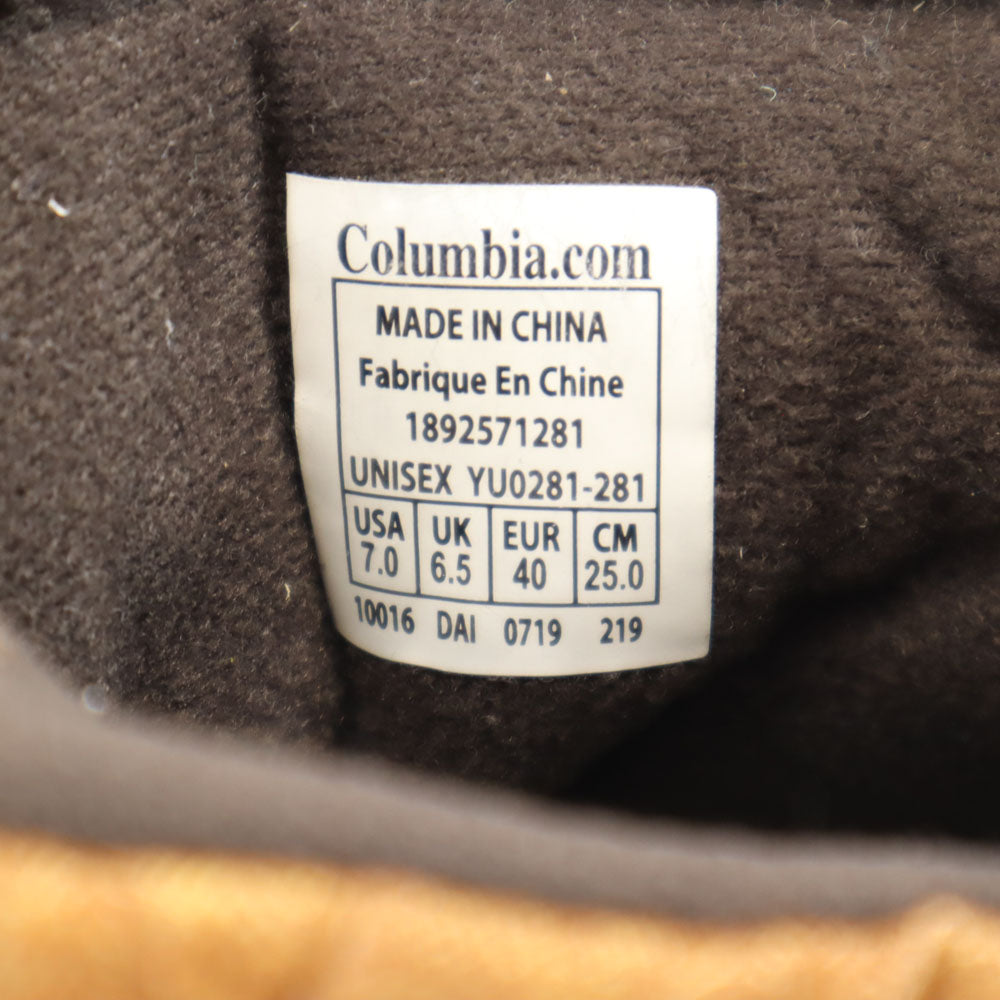 Columbia.com
MADE IN CHINA
Fabrique En Chine
1892571281
UNISEX YU0281-281
USA UK EUR CM
7.0 6.5 40 25.0
10016 DAI 0719 219